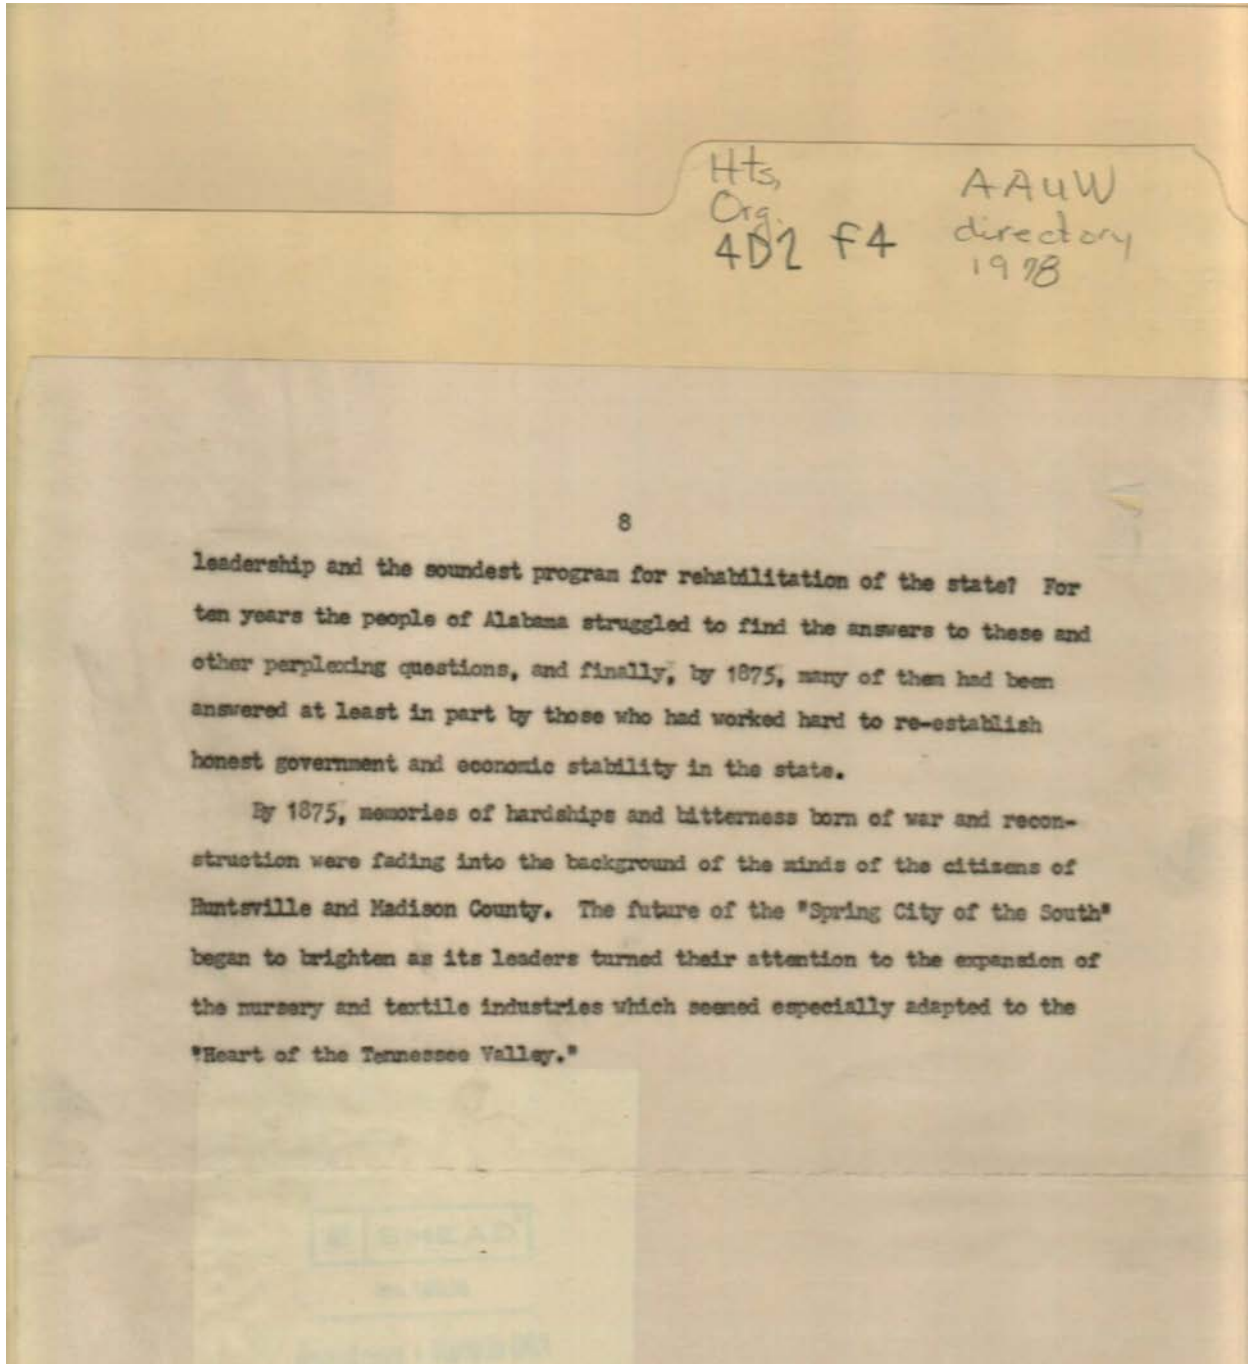 Hts,
Org.
4D2 F4
AAUW
directory
1978
8
leadership and the soundest program for rehabilitation of the state? For
ten years the people of Alabama struggled to find the answers to these and
other perplexing questions, and finally, by 1875, many of them had been
answered at least in part by those who had worked hard to re-establish
honest government and economic stability in the state.
By 1875, memories of hardships and bitterness born of war and recon-
struction were fading into the background of the minds of the citizens of
Huntsville and Madison County. The future of the "Spring City of the South"
began to brighten as its leaders turned their attention to the expansion of
the nursery and textile industries which seemed especially adapted to the
"Heart of the Tennessee Valley."
SMEAD